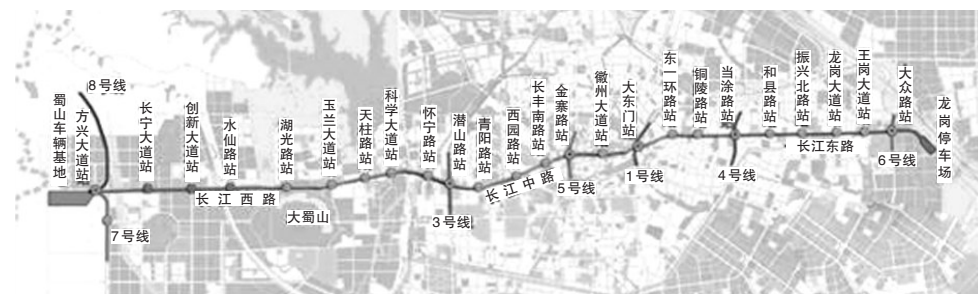 8号线
蜀山车辆基地
方兴大道站
长宁大道站
创新大道站
水仙路站
湖光路站
玉兰大道站
天柱路站
科学大道站
怀宁路站
潜山路站
青阳路站
西园路站
长丰南路站
金寨路站
徽州大道站
大东门站
东一环路站
铜陵路站
当涂路站
和县路站
振兴北路站
龙岗大道站
王岗大道站
大众路站
龙岗停车场
长江西路
长江中路
长江东路
大蜀山
7号线
3号线
5号线
1号线
4号线
6号线